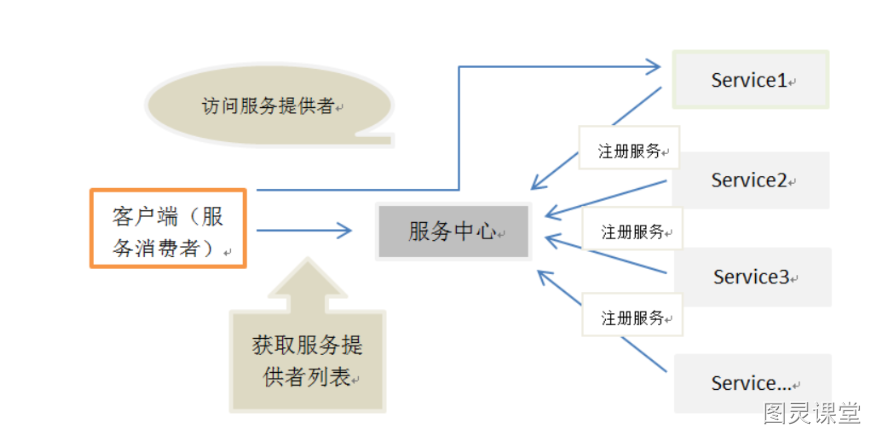 访问服务提供者
Service1
注册服务
Service2
客户端（服
务消费者）
服务中心
注册服务
Service3
注册服务
获取服务提
供者列表
Service...
图灵课堂